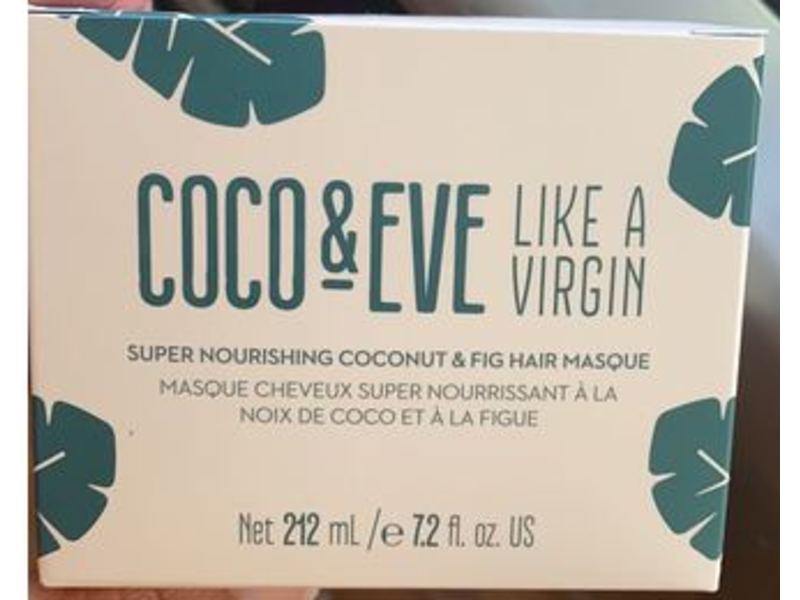 COCO & EVE LIKE A
VIRGIN
SUPER NOURISHING COCONUT & FIG HAIR MASQUE
MASQUE CHEVEUX SUPER NOURRISSANT À LA
NOIX DE COCO ET À LA FIGUE
Net 212 mL / e 7.2 fl. oz. US